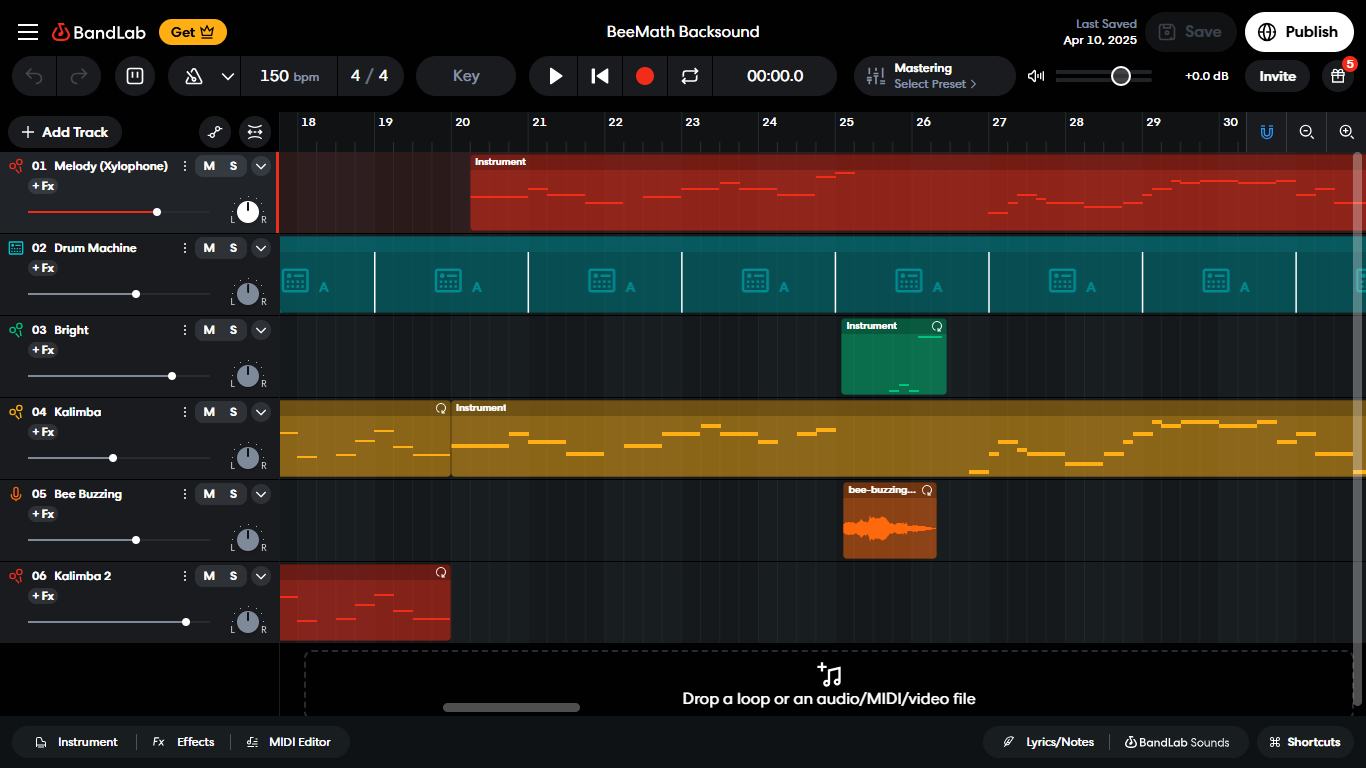 BandLab Get BeeMath Backsound Last Saved Apr 10, 2025 Save Publish
150 bpm 4 / 4 Key 00:00.0 Mastering Select Preset +0.0 dB Invite 5
+ Add Track 18 19 20 21 22 23 24 25 26 27 28 29 30
01 Melody (Xylophone) M S
+ Fx
L R
Instrument
02 Drum Machine M S
+ Fx
L R
A A A A A A A
03 Bright M S
+ Fx
L R
Instrument
04 Kalimba M S
+ Fx
L R
Instrument
05 Bee Buzzing M S
+ Fx
L R
bee-buzzing...
06 Kalimba 2 M S
+ Fx
L R
Drop a loop or an audio/MIDI/video file
Instrument Fx Effects MIDI Editor Lyrics/Notes BandLab Sounds ⌘ Shortcuts